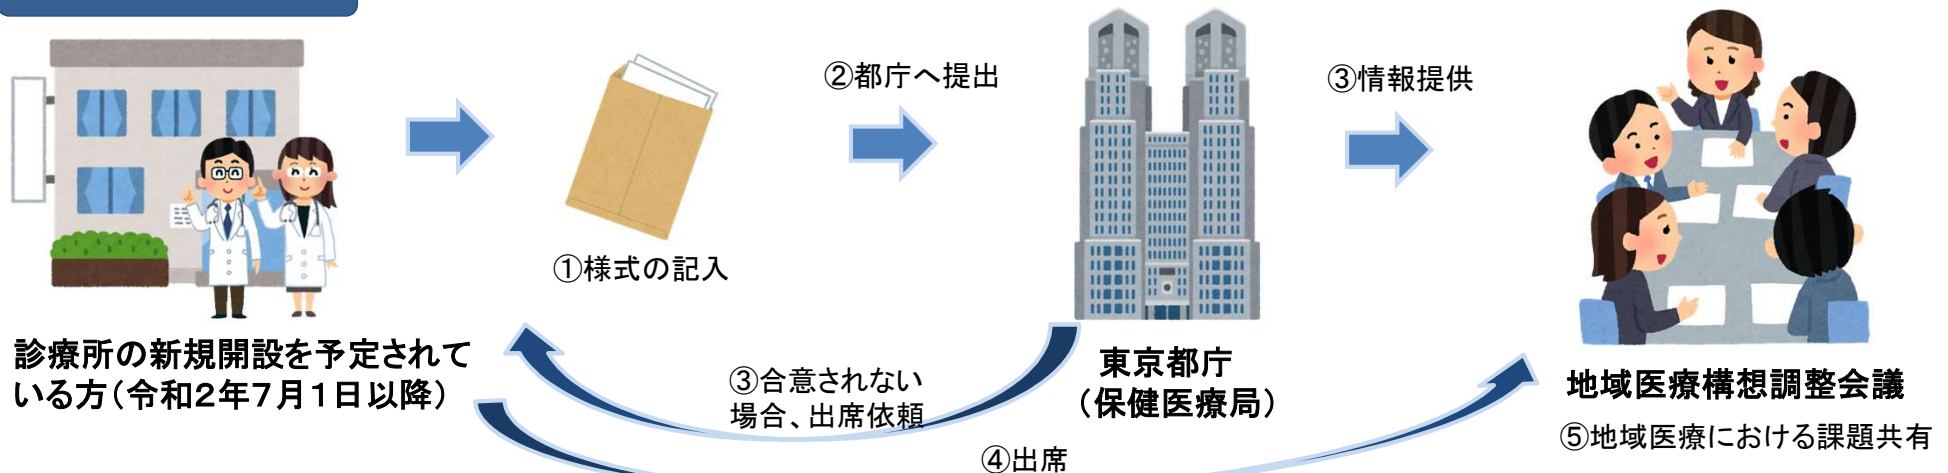 ②都庁へ提出
③情報提供
①様式の記入
診療所の新規開設を予定されて
いる方（令和2年7月1日以降）
③合意されない
場合、出席依頼
東京都庁
（保健医療局）
地域医療構想調整会議
④出席
⑤地域医療における課題共有